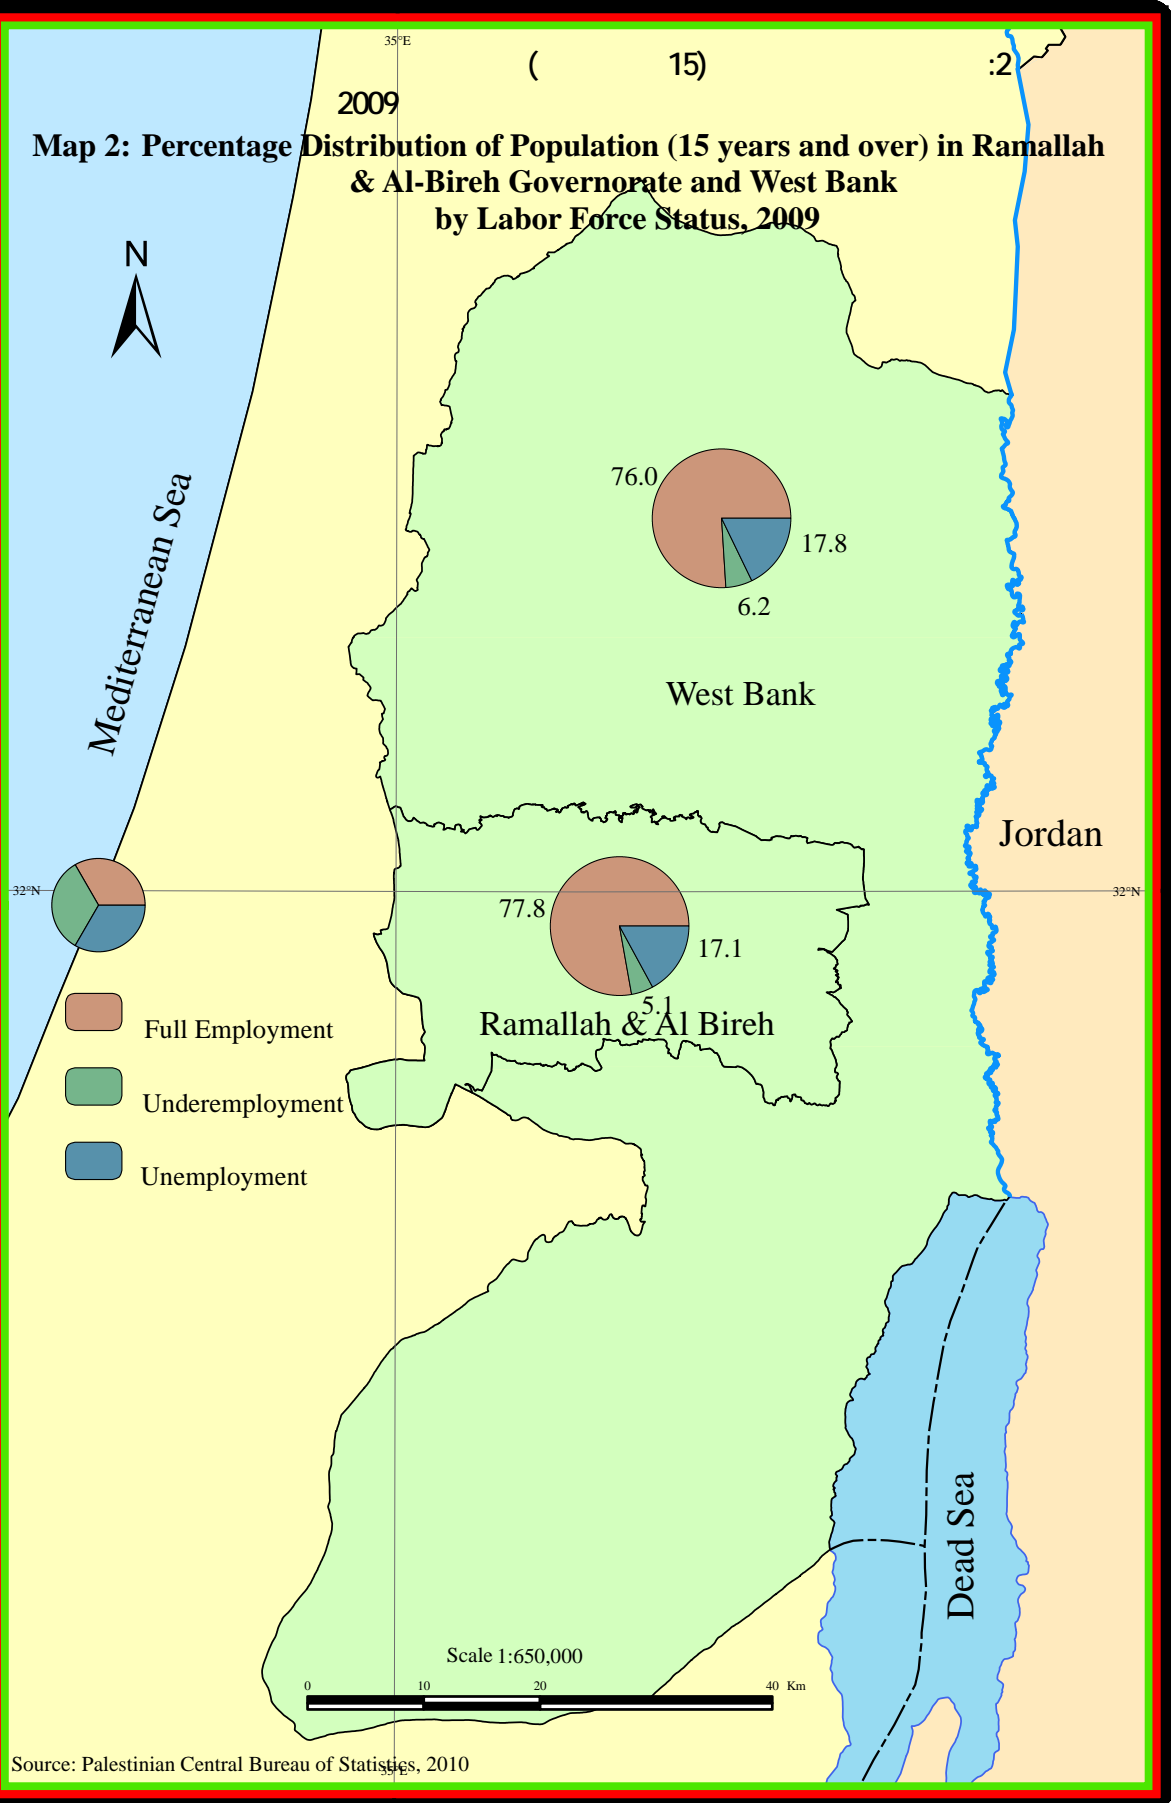 35°E
( 15) :2
2009
Map 2: Percentage Distribution of Population (15 years and over) in Ramallah
& Al-Bireh Governorate and West Bank
by Labor Force Status, 2009
N
Mediterranean Sea
76.0
17.8
6.2
West Bank
Jordan
32°N
32°N
77.8
17.1
5.1
Ramallah & Al Bireh
Full Employment
Underemployment
Unemployment
Dead Sea
Scale 1:650,000
0 10 20 40 Km
Source: Palestinian Central Bureau of Statistics, 2010
35°E